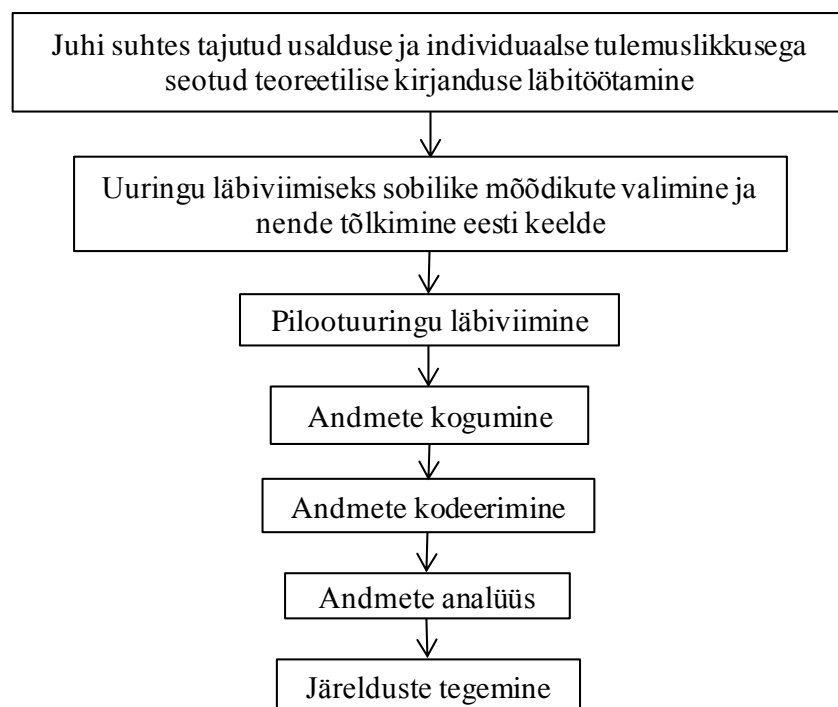 Juhi suhtes tajutud usalduse ja individuaalse tulemuslikkusega
seotud teoreetilise kirjanduse läbitöötamine
Uuringu läbiviimiseks sobilike mõõdikute valimine ja
nende tõlkimine eesti keelde
Pilootuuringu läbiviimine
Andmete kogumine
Andmete kodeerimine
Andmete analüüs
Järelduste tegemine